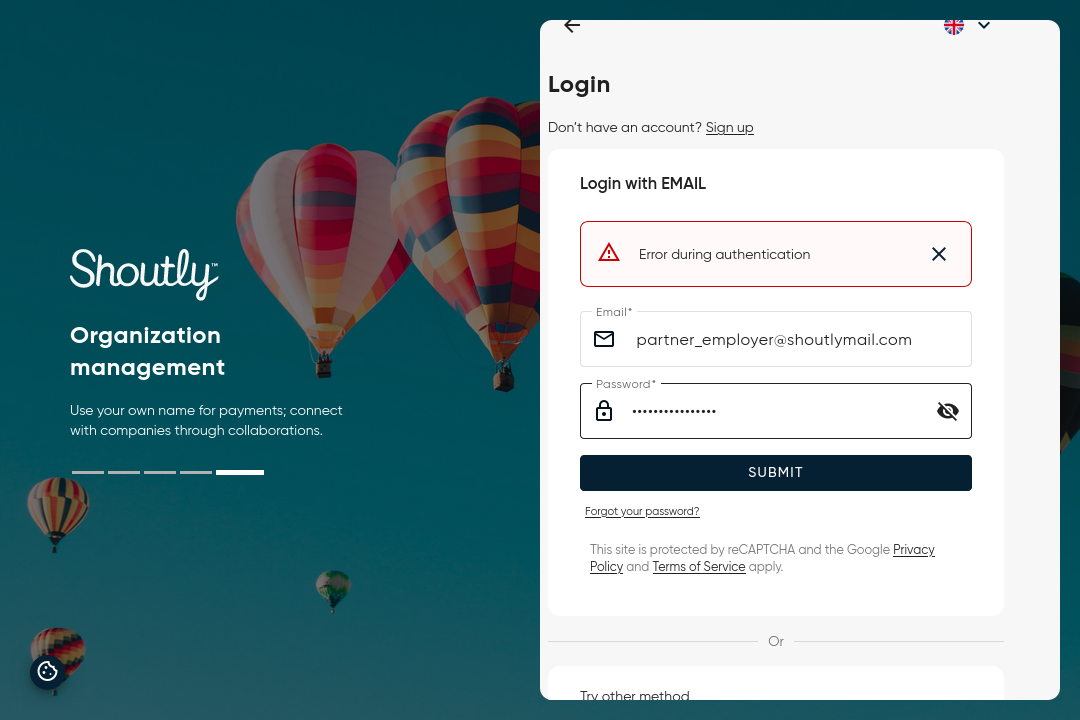 Shoutly™
Organization
management
Use your own name for payments; connect
with companies through collaborations.
Login
Don't have an account? Sign up
Login with EMAIL
Error during authentication
Email*
partner_employer@shoutlymail.com
Password*
••••••••••••••••
SUBMIT
Forgot your password?
This site is protected by reCAPTCHA and the Google Privacy
Policy and Terms of Service apply.
Or
Try other method